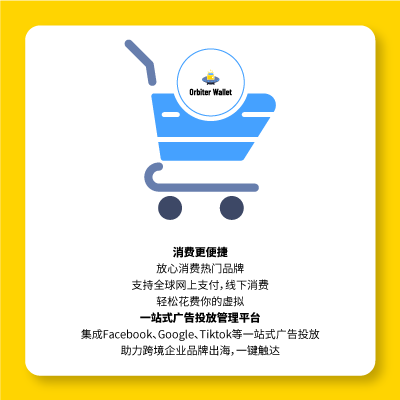 Orbiter Wallet
消费更便捷
放心消费热门品牌
支持全球网上支付，线下消费
轻松花费你的虚拟
一站式广告投放管理平台
集成Facebook、Google、Tiktok等一站式广告投放
助力跨境企业品牌出海，一键触达